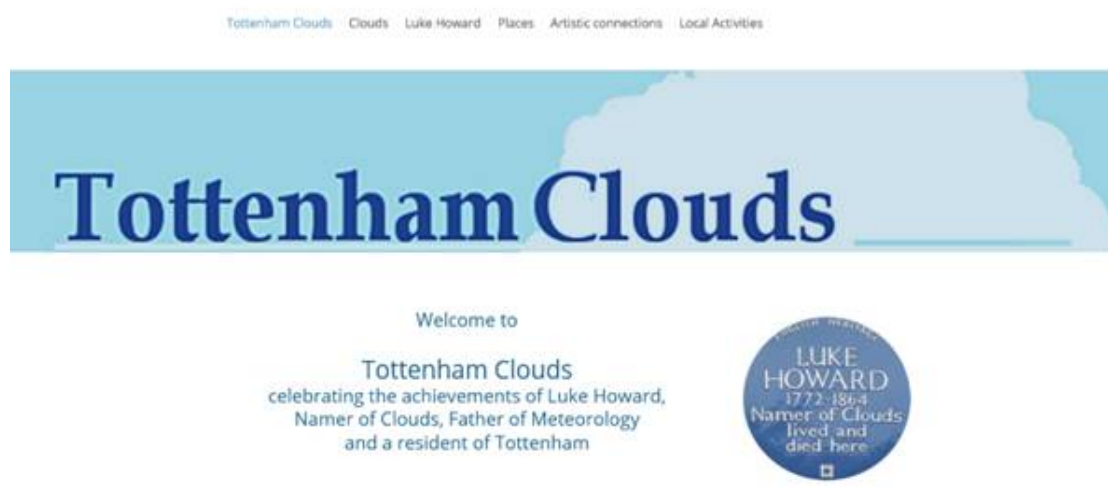 Tottenham Clouds Clouds Luke Howard Places Artistic connections Local Activities
Tottenham Clouds
Welcome to
Tottenham Clouds
celebrating the achievements of Luke Howard,
Namer of Clouds, Father of Meteorology
and a resident of Tottenham
LUKE
HOWARD
1772-1864
Namer of Clouds
lived and
died here